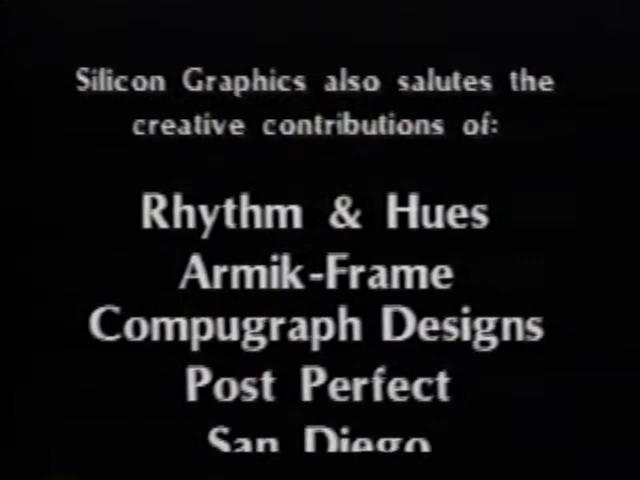 Silicon Graphics also salutes the
creative contributions of:
Rhythm & Hues
Armik-Frame
Compugraph Designs
Post Perfect
San Diego